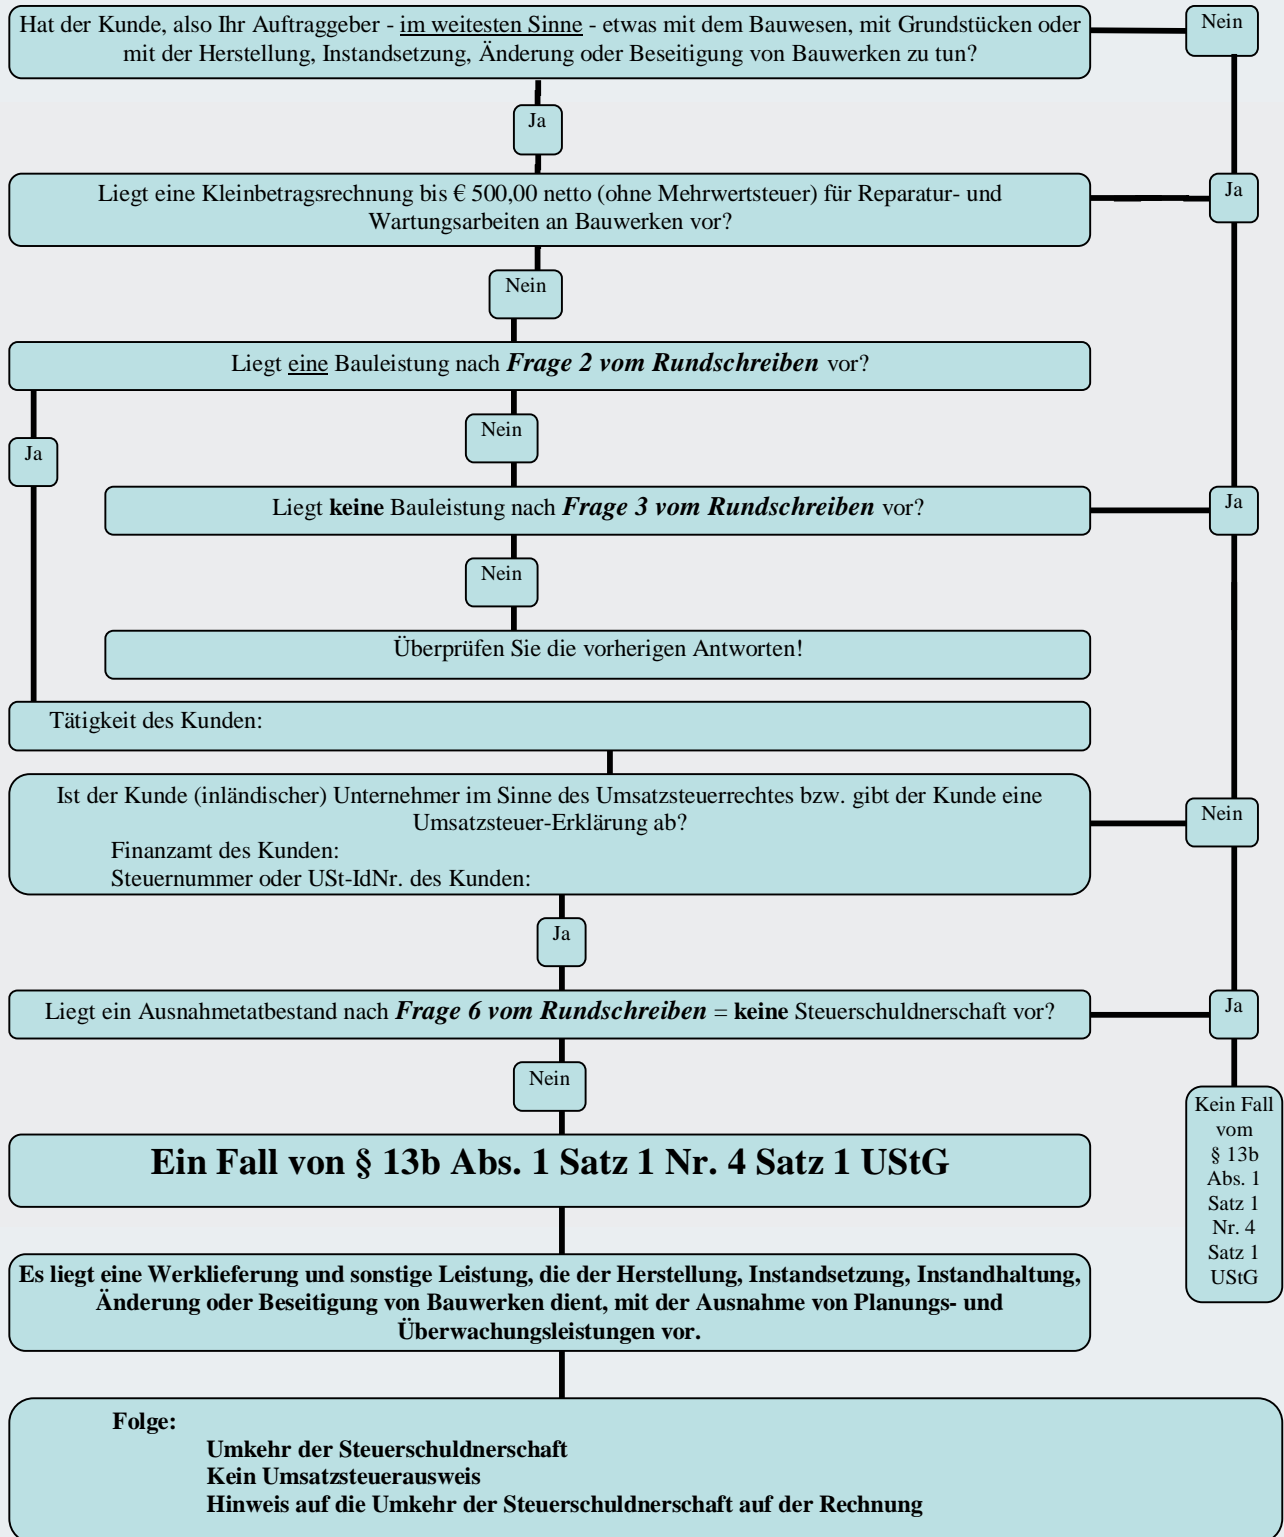 Hat der Kunde, also Ihr Auftraggeber - im weitesten Sinne - etwas mit dem Bauwesen, mit Grundstücken oder
mit der Herstellung, Instandsetzung, Änderung oder Beseitigung von Bauwerken zu tun?
Nein
Ja
Liegt eine Kleinbetragsrechnung bis € 500,00 netto (ohne Mehrwertsteuer) für Reparatur- und
Wartungsarbeiten an Bauwerken vor?
Ja
Nein
Liegt eine Bauleistung nach Frage 2 vom Rundschreiben vor?
Nein
Ja
Liegt keine Bauleistung nach Frage 3 vom Rundschreiben vor?
Ja
Nein
Überprüfen Sie die vorherigen Antworten!
Tätigkeit des Kunden:
Ist der Kunde (inländischer) Unternehmer im Sinne des Umsatzsteuerrechtes bzw. gibt der Kunde eine
Umsatzsteuer-Erklärung ab?
Finanzamt des Kunden:
Steuernummer oder USt-IdNr. des Kunden:
Nein
Ja
Liegt ein Ausnahmetatbestand nach Frage 6 vom Rundschreiben = keine Steuerschuldnerschaft vor?
Ja
Nein
Ein Fall von § 13b Abs. 1 Satz 1 Nr. 4 Satz 1 UStG
Kein Fall
vom
§ 13b
Abs. 1
Satz 1
Nr. 4
Satz 1
UStG
Es liegt eine Werklieferung und sonstige Leistung, die der Herstellung, Instandsetzung, Instandhaltung,
Änderung oder Beseitigung von Bauwerken dient, mit der Ausnahme von Planungs- und
Überwachungsleistungen vor.
Folge:
Umkehr der Steuerschuldnerschaft
Kein Umsatzsteuerausweis
Hinweis auf die Umkehr der Steuerschuldnerschaft auf der Rechnung